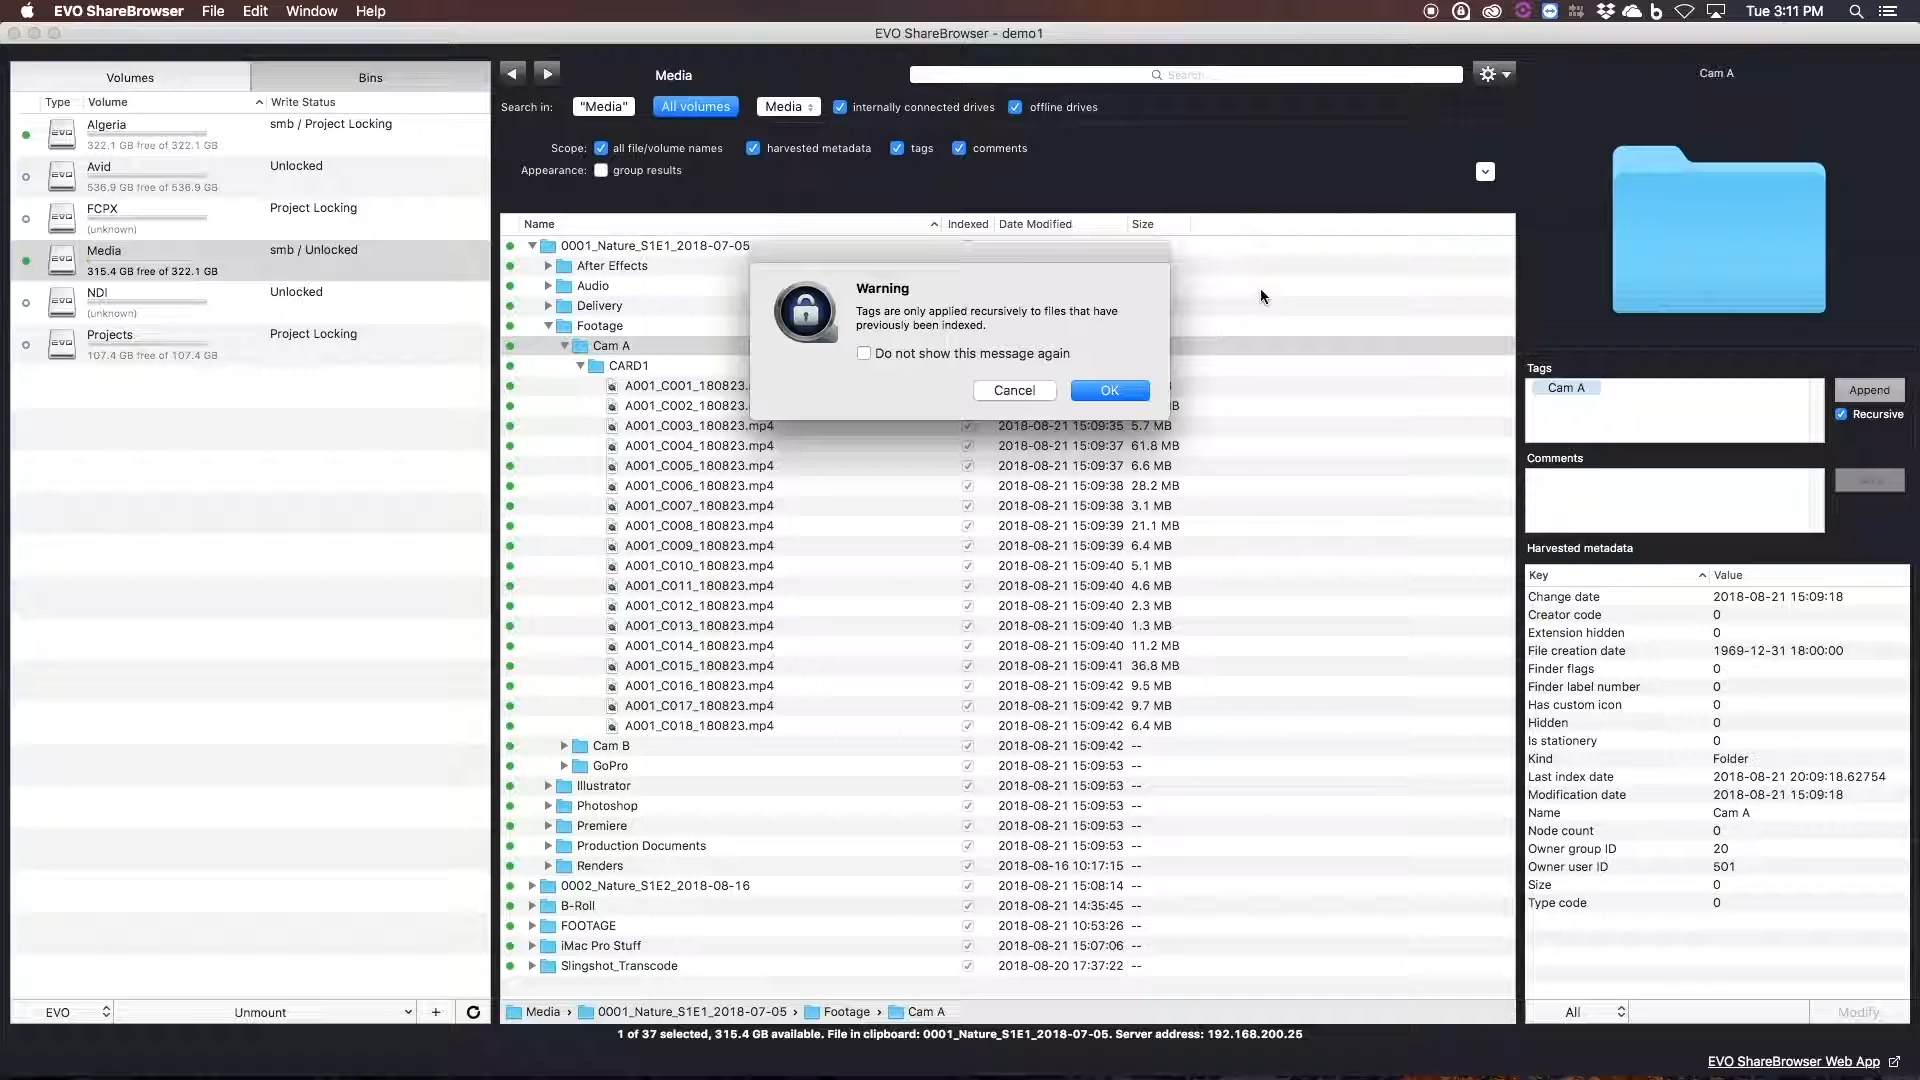 EVO ShareBrowser File Edit Window Help Tue 3:11 PM
EVO ShareBrowser - demo1
Volumes Bins
Type Volume Write Status
Algeria smb / Project Locking
322.1 GB free of 322.1 GB
Avid Unlocked
536.9 GB free of 536.9 GB
FCPX Project Locking
(unknown)
Media smb / Unlocked
315.4 GB free of 322.1 GB
NDI Unlocked
(unknown)
Projects Project Locking
107.4 GB free of 107.4 GB
EVO Unmount +
Media Search
Search in: "Media" All volumes Media internally connected drives offline drives
Scope: all file/volume names harvested metadata tags comments
Appearance: group results
Name Indexed Date Modified Size
0001_Nature_S1E1_2018-07-05
After Effects
Audio
Delivery
Footage
Cam A
CARD1
A001_C001_180823.
A001_C002_180823. B
A001_C003_180823.mp4 2018-08-21 15:09:35 5.7 MB
A001_C004_180823.mp4 2018-08-21 15:09:37 61.8 MB
A001_C005_180823.mp4 2018-08-21 15:09:37 6.6 MB
A001_C006_180823.mp4 2018-08-21 15:09:38 28.2 MB
A001_C007_180823.mp4 2018-08-21 15:09:38 3.1 MB
A001_C008_180823.mp4 2018-08-21 15:09:39 21.1 MB
A001_C009_180823.mp4 2018-08-21 15:09:39 6.4 MB
A001_C010_180823.mp4 2018-08-21 15:09:40 5.1 MB
A001_C011_180823.mp4 2018-08-21 15:09:40 4.6 MB
A001_C012_180823.mp4 2018-08-21 15:09:40 2.3 MB
A001_C013_180823.mp4 2018-08-21 15:09:40 1.3 MB
A001_C014_180823.mp4 2018-08-21 15:09:40 11.2 MB
A001_C015_180823.mp4 2018-08-21 15:09:41 36.8 MB
A001_C016_180823.mp4 2018-08-21 15:09:42 9.5 MB
A001_C017_180823.mp4 2018-08-21 15:09:42 9.7 MB
A001_C018_180823.mp4 2018-08-21 15:09:42 6.4 MB
Cam B 2018-08-21 15:09:42 --
GoPro 2018-08-21 15:09:53 --
Illustrator 2018-08-21 15:09:53 --
Photoshop 2018-08-21 15:09:53 --
Premiere 2018-08-21 15:09:53 --
Production Documents 2018-08-21 15:09:53 --
Renders 2018-08-16 10:17:15 --
0002_Nature_S1E2_2018-08-16 2018-08-21 15:08:14 --
B-Roll 2018-08-21 14:35:45 --
FOOTAGE 2018-08-21 10:53:26 --
iMac Pro Stuff 2018-08-21 15:07:06 --
Slingshot_Transcode 2018-08-20 17:37:22 --
Media › 0001_Nature_S1E1_2018-07-05 › Footage › Cam A
Warning
Tags are only applied recursively to files that have
previously been indexed.
Do not show this message again
Cancel OK
Cam A
Tags
Cam A
Append
Recursive
Comments
Harvested metadata
Key Value
Change date 2018-08-21 15:09:18
Creator code 0
Extension hidden 0
File creation date 1969-12-31 18:00:00
Finder flags 0
Finder label number 0
Has custom icon 0
Hidden 0
Is stationery 0
Kind Folder
Last index date 2018-08-21 20:09:18.62754
Modification date 2018-08-21 15:09:18
Name Cam A
Node count 0
Owner group ID 20
Owner user ID 501
Size 0
Type code 0
All Modify
1 of 37 selected, 315.4 GB available. File in clipboard: 0001_Nature_S1E1_2018-07-05. Server address: 192.168.200.25
EVO ShareBrowser Web App